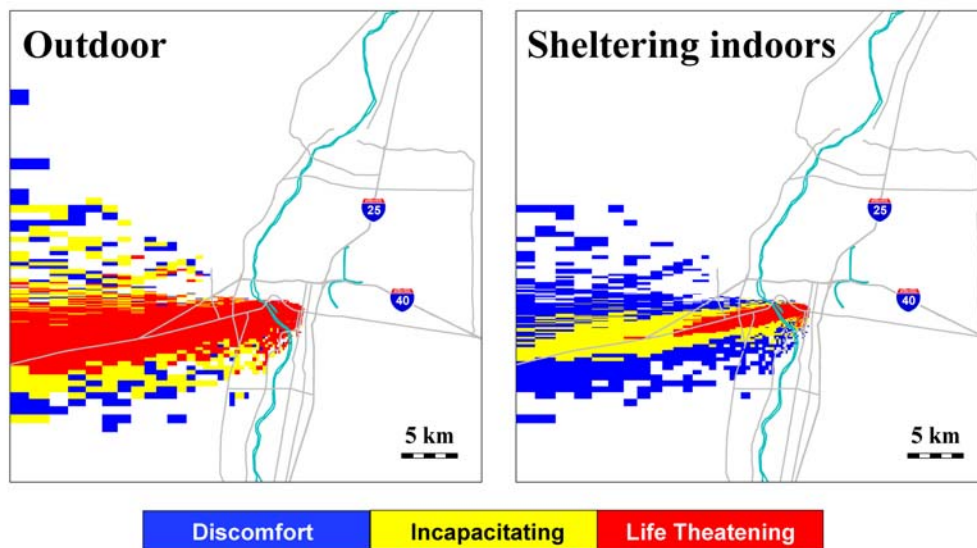 Outdoor
Sheltering indoors
25
25
40
40
5 km
5 km
Discomfort
Incapacitating
Life Theatening